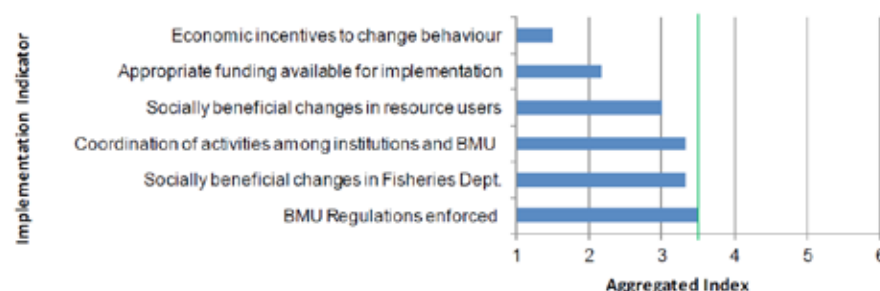 Implementation Indicator
Economic incentives to change behaviour
Appropriate funding available for implementation
Socially beneficial changes in resource users
Coordination of activities among institutions and BMU
Socially beneficial changes in Fisheries Dept.
BMU Regulations enforced
1 2 3 4 5 6
Aggregated Index